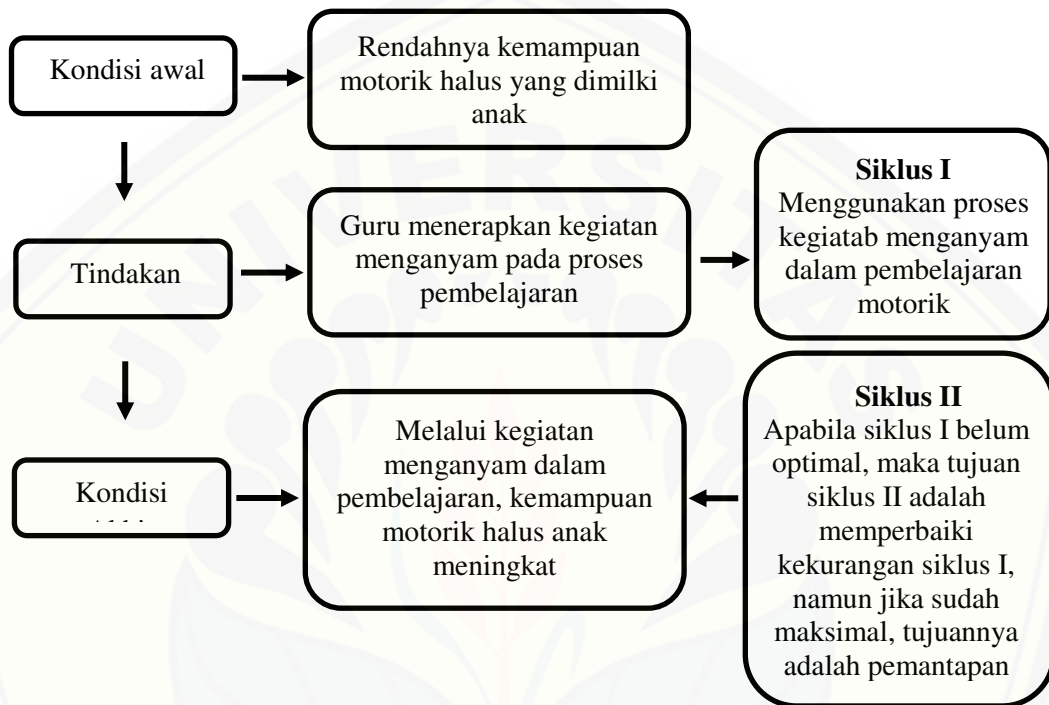 Kondisi awal
Rendahnya kemampuan
motorik halus yang dimilki
anak
Tindakan
Guru menerapkan kegiatan
menganyam pada proses
pembelajaran
Siklus I
Menggunakan proses
kegiatab menganyam
dalam pembelajaran
motorik
Kondisi
Melalui kegiatan
menganyam dalam
pembelajaran, kemampuan
motorik halus anak
meningkat
Siklus II
Apabila siklus I belum
optimal, maka tujuan
siklus II adalah
memperbaiki
kekurangan siklus I,
namun jika sudah
maksimal, tujuannya
adalah pemantapan
UNIVERSITAS